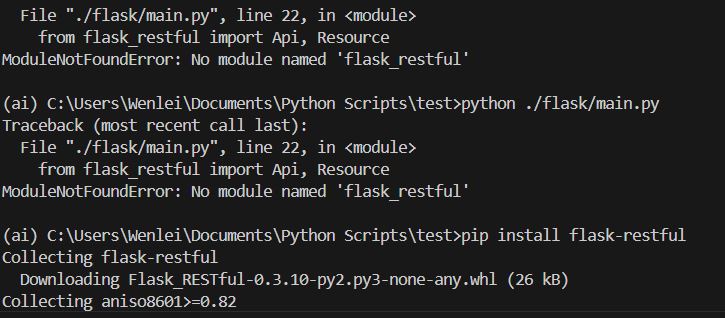 File "./flask/main.py", line 22, in <module>
from flask_restful import Api, Resource
ModuleNotFoundError: No module named 'flask_restful'
(ai) C:\Users\Wenlei\Documents\Python Scripts\test>python ./flask/main.py
Traceback (most recent call last):
File "./flask/main.py", line 22, in <module>
from flask_restful import Api, Resource
ModuleNotFoundError: No module named 'flask_restful'
(ai) C:\Users\Wenlei\Documents\Python Scripts\test>pip install flask-restful
Collecting flask-restful
Downloading Flask_RESTful-0.3.10-py2.py3-none-any.whl (26 kB)
Collecting aniso8601>=0.82